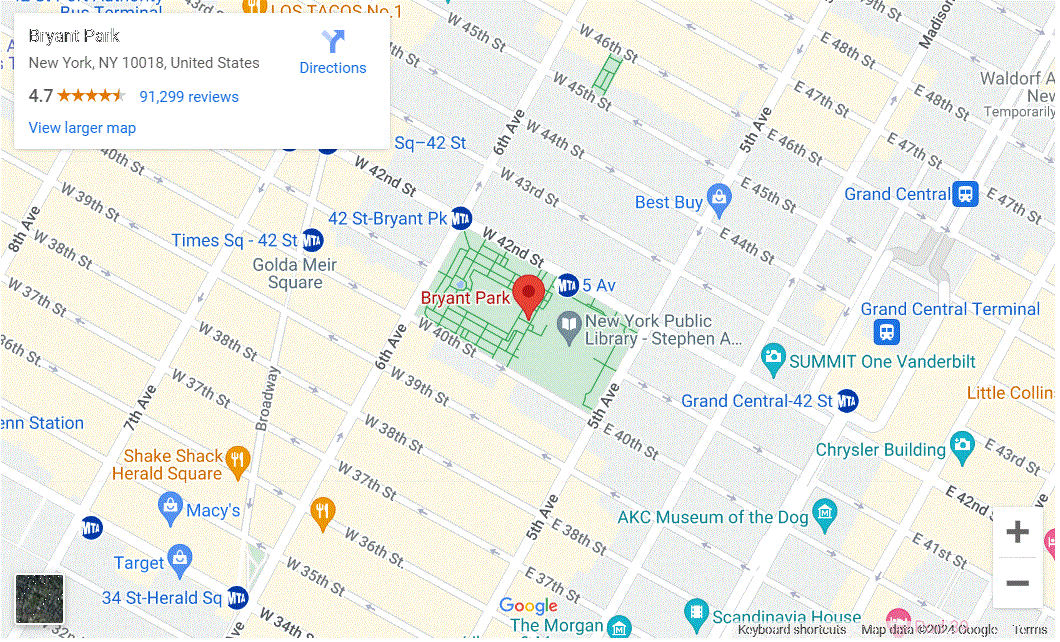 42 St-Port Authority
Bus Terminal
43rd St
LOS TACOS No.1
Bryant Park
New York, NY 10018, United States
4.7
91,299 reviews
View larger map
Directions
W 45th St
W 46th St
W 45th St
6th Ave
W 44th St
W 43rd St
Madison
E 48th St
E 47th St
E 48th St
5th Ave
E 46th St
E 47th St
E 45th St
E 44th St
E 47th St
Waldorf A
New
Temporarily
Sq–42 St
W 42nd St
40th St
W 39th St
8th Ave
W 38th St
W 37th St
36th St
42 St-Bryant Pk
Times Sq - 42 St
Golda Meir
Square
W 42nd St
Best Buy
Grand Central
MTA
5 Av
Bryant Park
New York Public
Library - Stephen A...
Grand Central Terminal
SUMMIT One Vanderbilt
Little Collins
Grand Central-42 St
Chrysler Building
E 43rd St
E 42nd
E 41st St
W 40th St
W 39th St
W 38th St
W 37th St
W 36th St
W 35th St
W 34th St
6th Ave
W 38th St
W 37th St
7th Ave
Broadway
5th Ave
E 40th St
5th Ave
E 38th St
E 37th St
enn Station
Shake Shack
Herald Square
Macy's
Target
34 St-Herald Sq
AKC Museum of the Dog
Scandinavia House
The Morgan
Google
32nd St
Keyboard shortcuts
Map data ©2024 Google
Terms